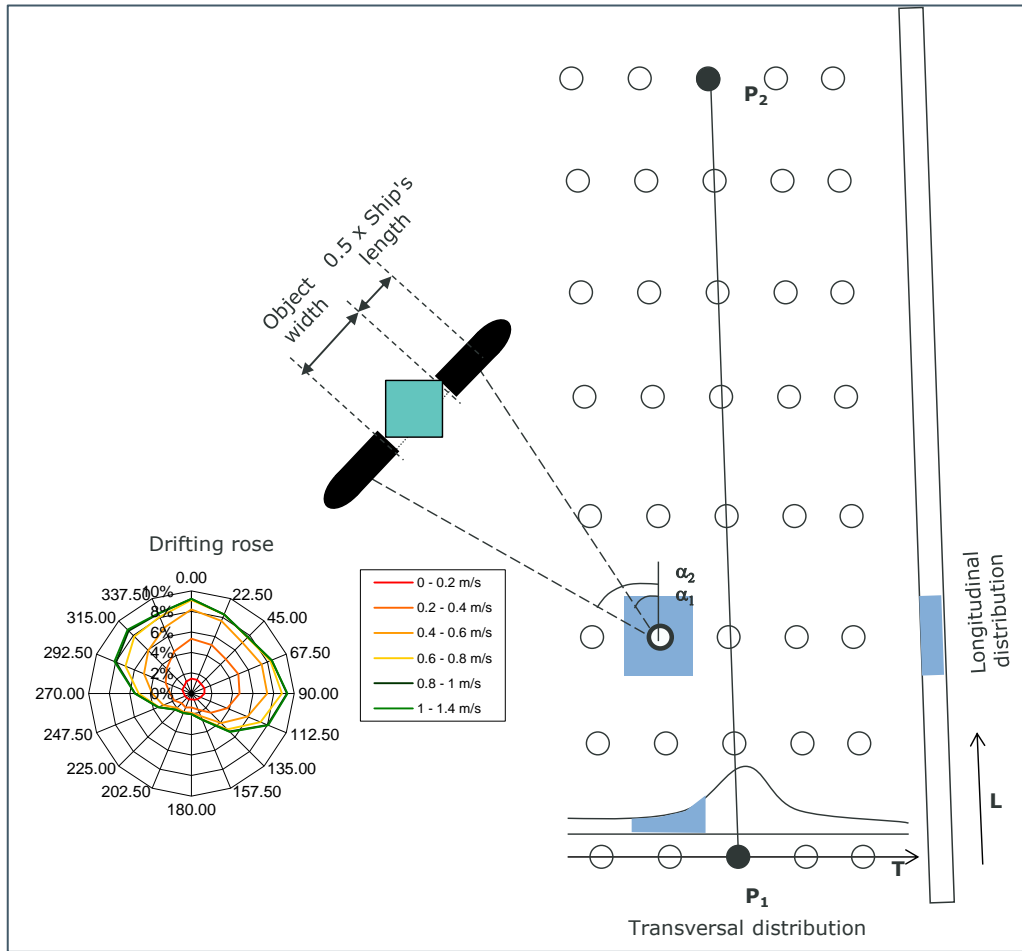 P2
0.5 x Ship's
length
Object
width
Drifting rose
0.00
22.50
45.00
67.50
90.00
112.50
135.00
157.50
180.00
202.50
225.00
247.50
270.00
292.50
315.00
337.50
10%
8%
6%
4%
2%
0%
0 - 0.2 m/s
0.2 - 0.4 m/s
0.4 - 0.6 m/s
0.6 - 0.8 m/s
0.8 - 1 m/s
1 - 1.4 m/s
α2
α1
Longitudinal
distribution
L
T
P1
Transversal distribution